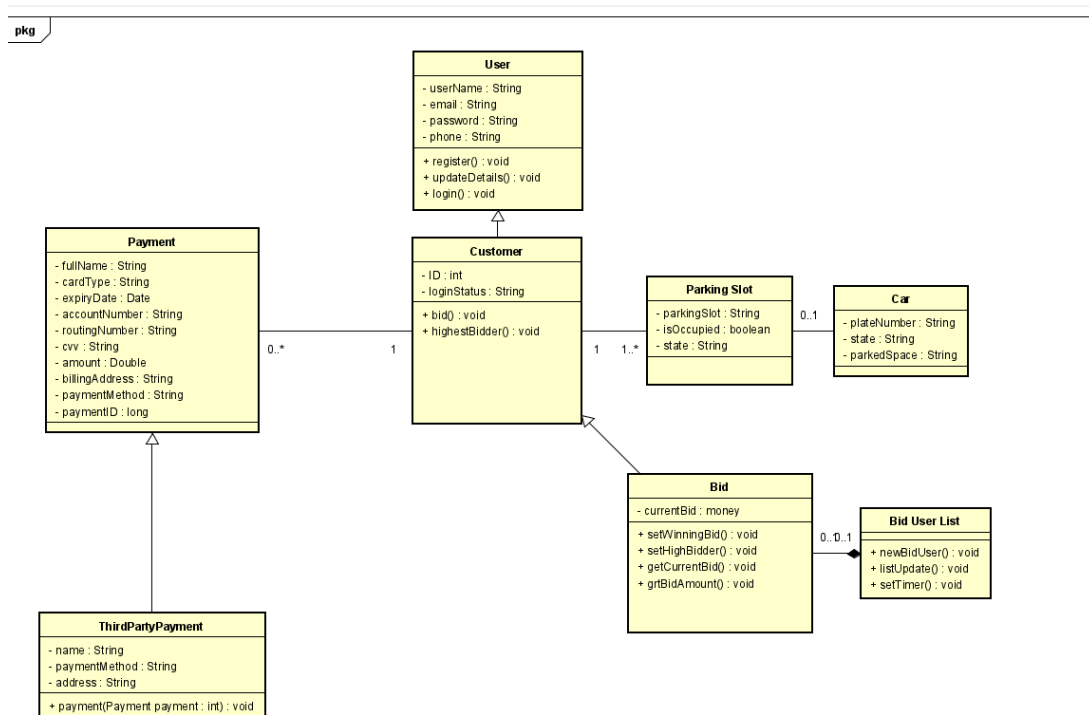 pkg
User
- userName : String
- email : String
- password : String
- phone : String
+ register() : void
+ updateDetails() : void
+ login() : void
Payment
- fullName : String
- cardType : String
- expiryDate : Date
- accountNumber : String
- routingNumber : String
- cvv : String
- amount : Double
- billingAddress : String
- paymentMethod : String
- paymentID : long
0..*
1
Customer
- ID : int
- loginStatus : String
+ bid() : void
+ highestBidder() : void
1
1..*
Parking Slot
- parkingSlot : String
- isOccupied : boolean
- state : String
0..1
Car
- plateNumber : String
- state : String
- parkedSpace : String
Bid
- currentBid : money
+ setWinningBid() : void
+ setHighBidder() : void
+ getCurrentBid() : void
+ grtBidAmount() : void
0..1
Bid User List
+ newBidUser() : void
+ listUpdate() : void
+ setTimer() : void
ThirdPartyPayment
- name : String
- paymentMethod : String
- address : String
+ payment(Payment payment : int) : void